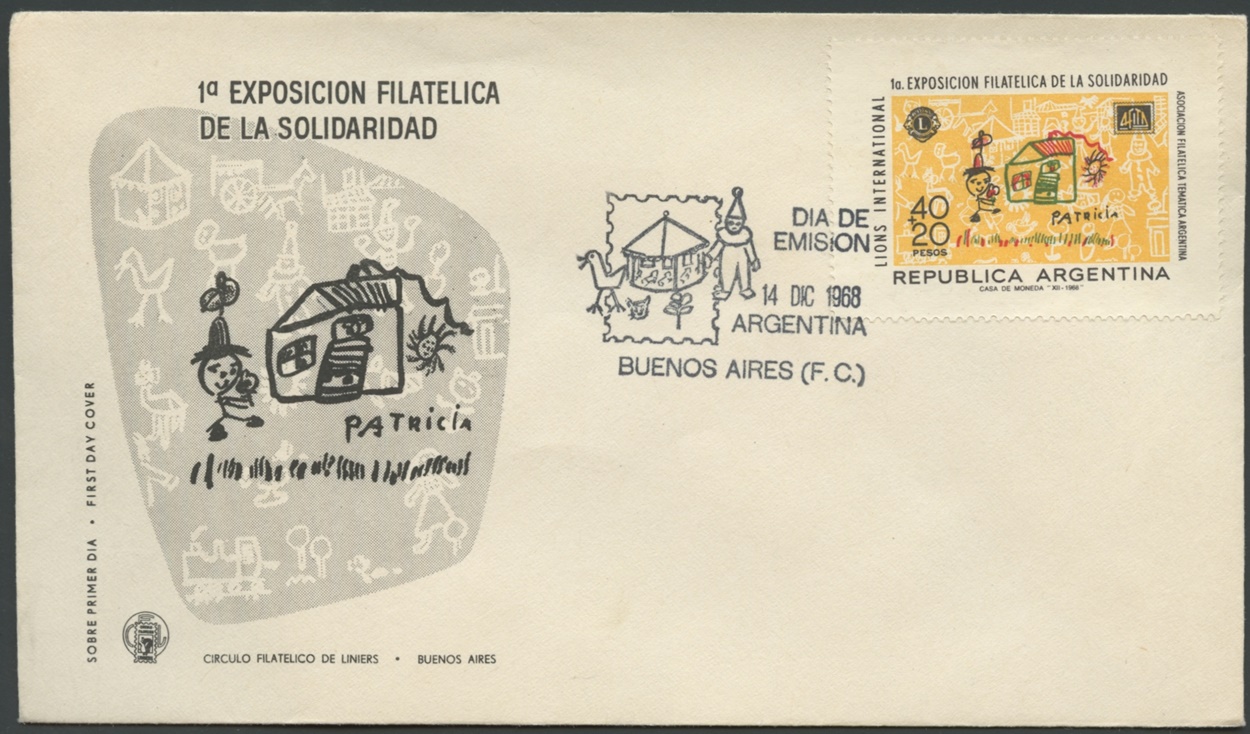 1ª EXPOSICION FILATELICA
DE LA SOLIDARIDAD
PATRICIA
SOBRE PRIMER DIA • FIRST DAY COVER
CIRCULO FILATELICO DE LINIERS • BUENOS AIRES
DIA DE
EMISION
14 DIC 1968
ARGENTINA
BUENOS AIRES (F.C.)
1a. EXPOSICION FILATELICA DE LA SOLIDARIDAD
LIONS INTERNATIONAL
L
ASOCIACION FILATELICA TEMATICA ARGENTINA
PATRICIA
40
+
20
PESOS
REPUBLICA ARGENTINA
CASA DE MONEDA "XII-1968"